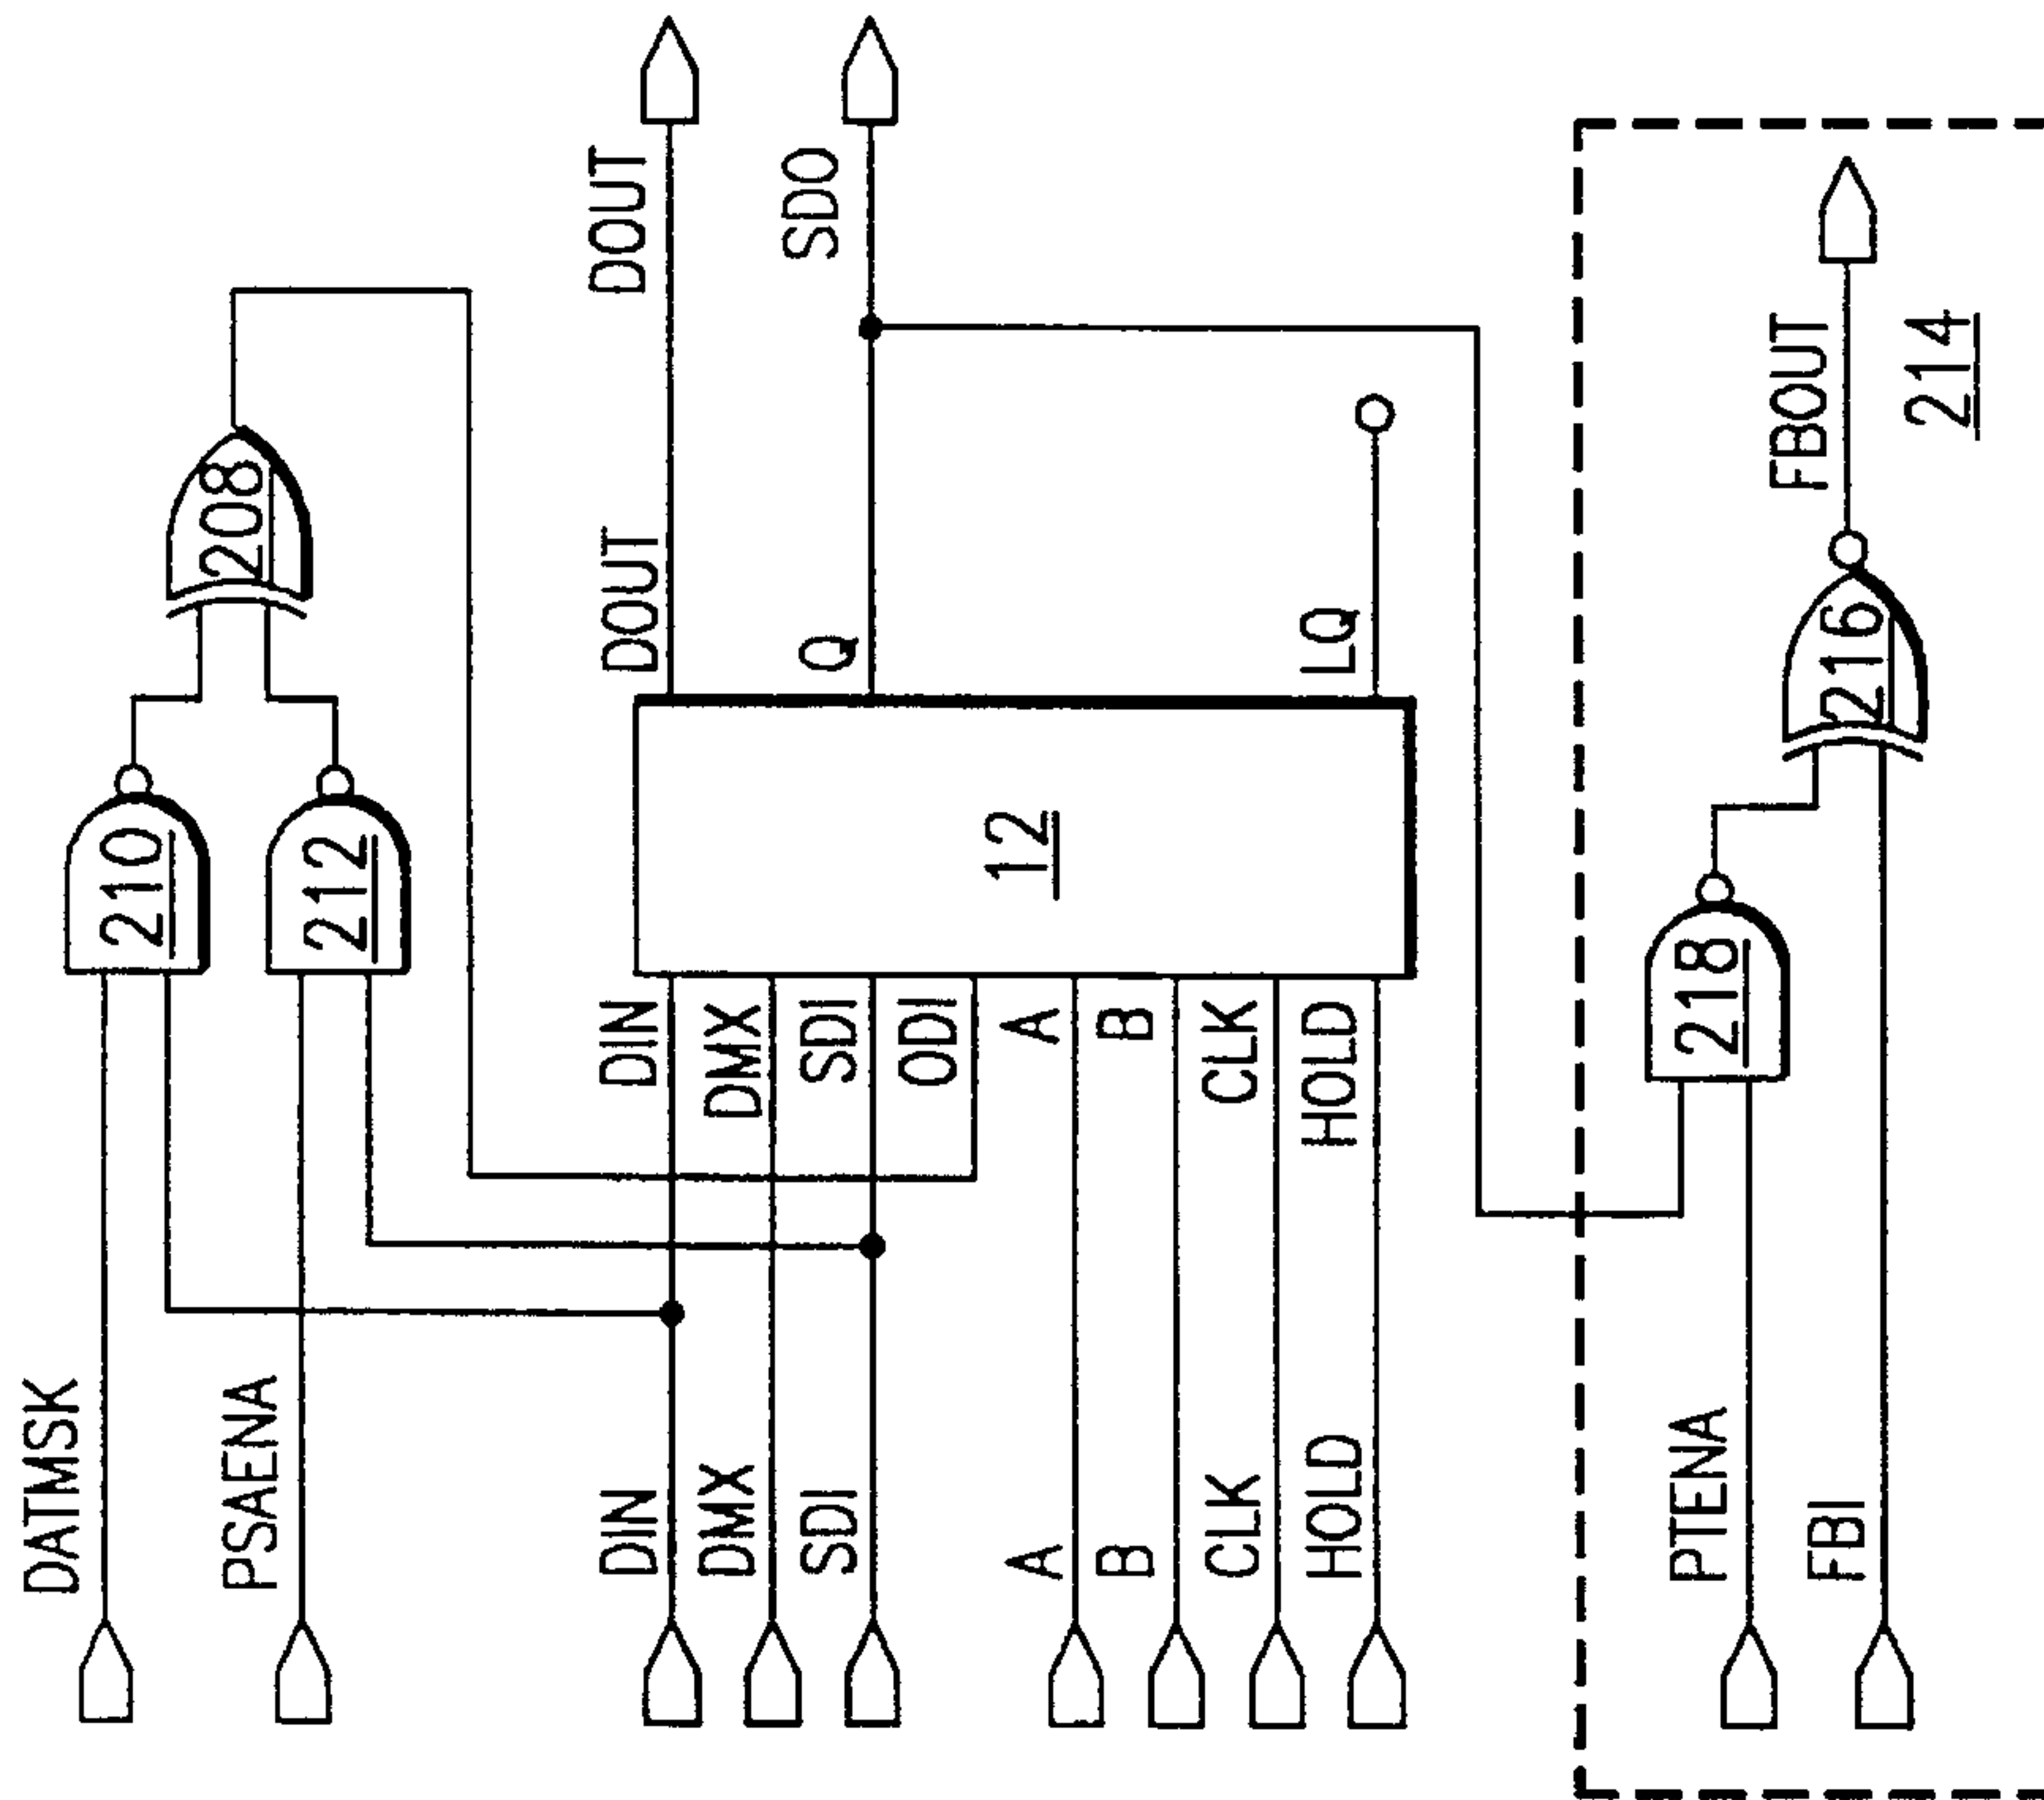 DATMSK
PSAENA
210
212
208
DIN
DMX
SDI
A
B
CLK
HOLD
DIN
DMX
SDI
ODI
A
B
CLK
HOLD
12
DOUT
Q
LQ
DOUT
SDO
PTENA
FBI
218
216
FBOUT
214